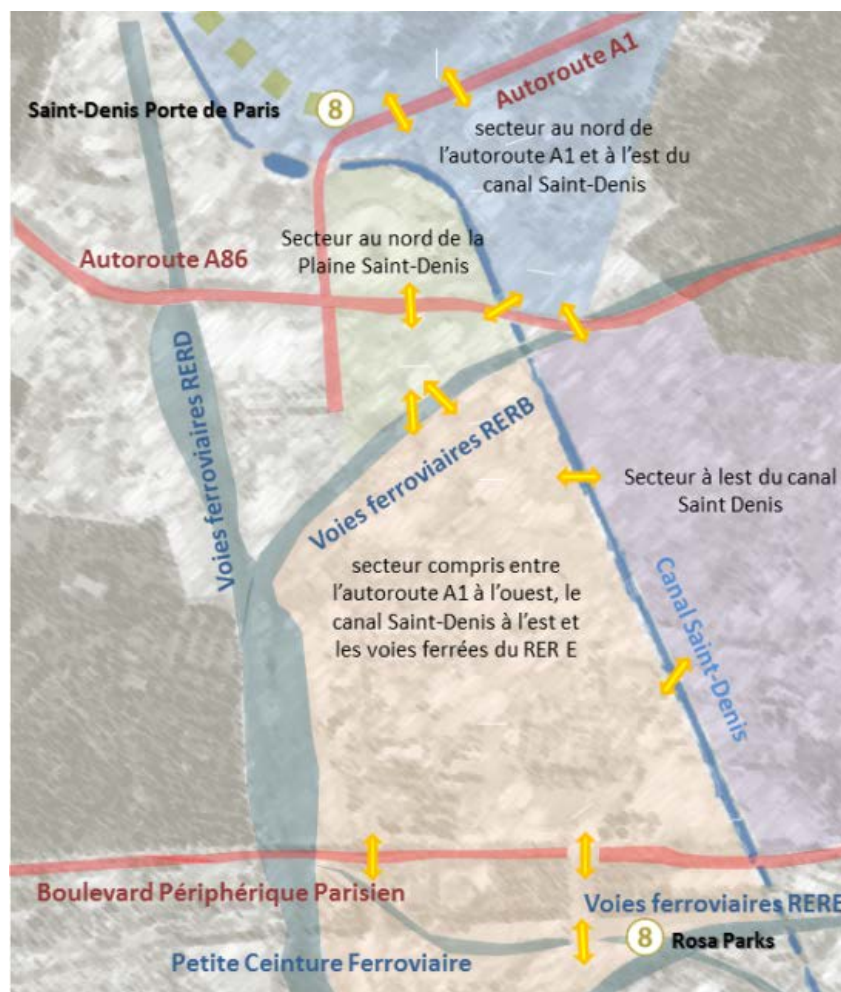 Autoroute A1
Saint-Denis Porte de Paris
8
secteur au nord de
l'autoroute A1 et à l'est du
canal Saint-Denis
Secteur au nord de la
Plaine Saint-Denis
Autoroute A86
Voies ferroviaires RERD
Voies ferroviaires RERB
Secteur à lest du canal
Saint Denis
secteur compris entre
l'autoroute A1 à l'ouest, le
canal Saint-Denis à l'est et
les voies ferrées du RER E
Canal Saint-Denis
Boulevard Périphérique Parisien
Voies ferroviaires RERE
8
Rosa Parks
Petite Ceinture Ferroviaire